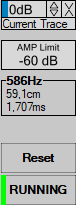 0dB
Current Trace
AMP Limit
-60 dB
586Hz
59,1cm
1,707ms
Reset
RUNNING